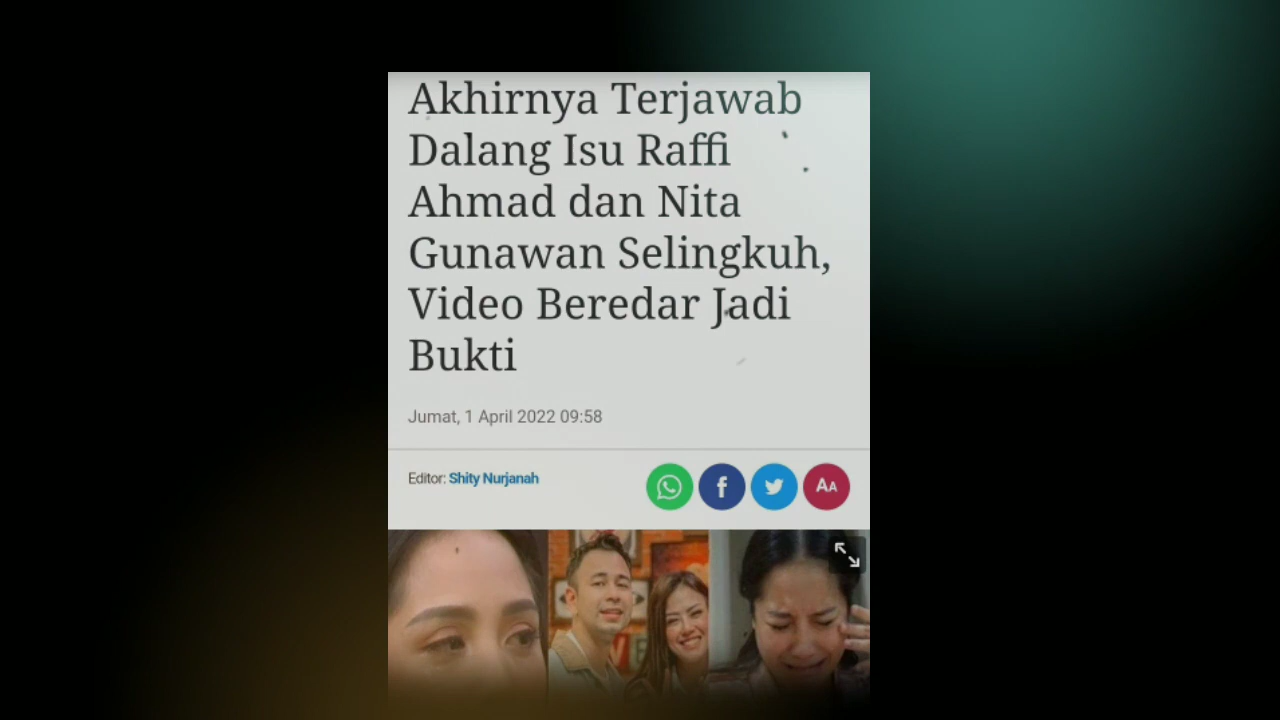 Akhirnya Terjawab
Dalang Isu Raffi
Ahmad dan Nita
Gunawan Selingkuh,
Video Beredar Jadi
Bukti
Jumat, 1 April 2022 09:58
Editor: Shity Nurjanah
AA